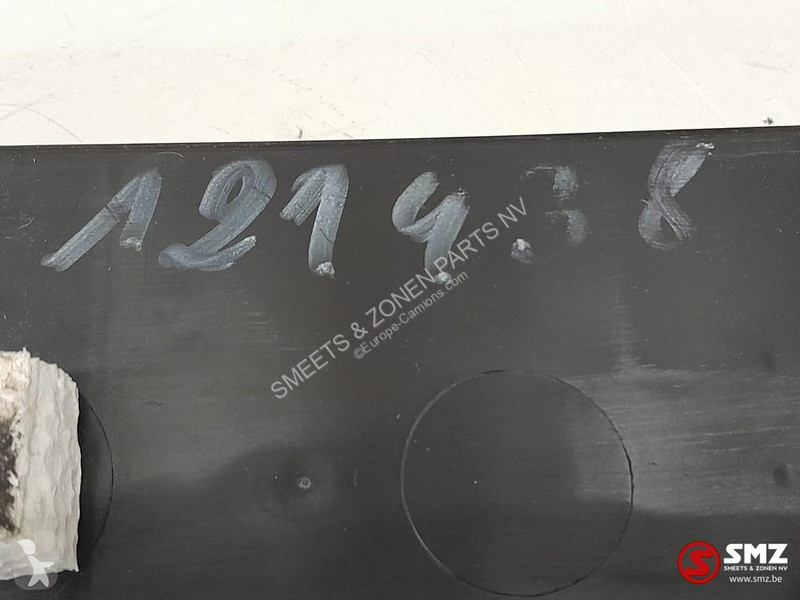 121438
SMEETS & ZONEN PARTS NV
©Europe-Camions.com
SMZ
SMEETS & ZONEN NV
www.smz.be